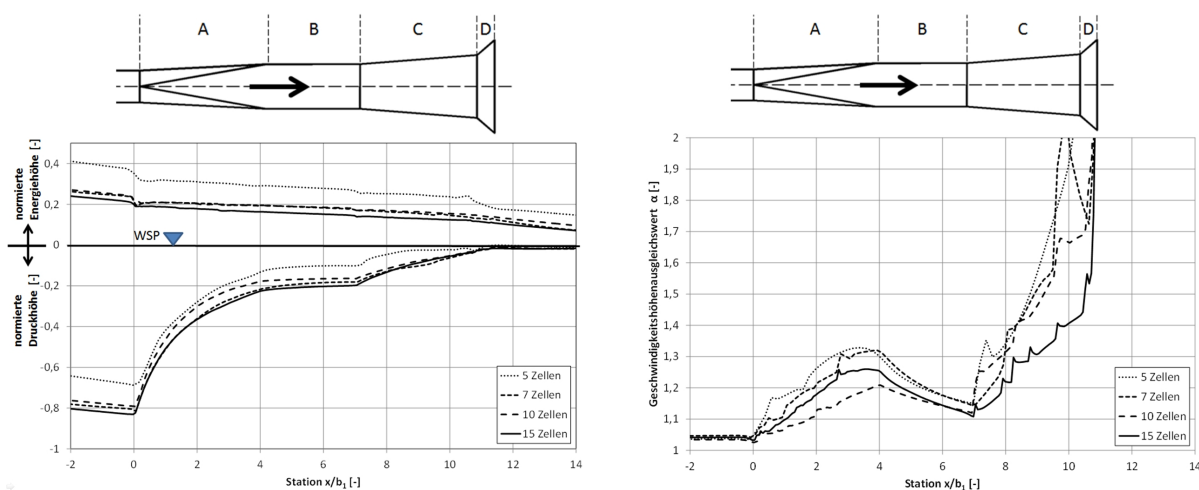 A B C D
normierte
Energiehöhe [-]
normierte
Druckhöhe [-]
0,4
0,2
0
-0,2
-0,4
-0,6
-0,8
-1
WSP
5 Zellen
7 Zellen
10 Zellen
15 Zellen
-2 0 2 4 6 8 10 12 14
Station x/b₁ [-]
A B C D
Geschwindigkeitshöhenausgleichswert α [-]
2
1,9
1,8
1,7
1,6
1,5
1,4
1,3
1,2
1,1
1
5 Zellen
7 Zellen
10 Zellen
15 Zellen
-2 0 2 4 6 8 10 12 14
Station x/b₁ [-]